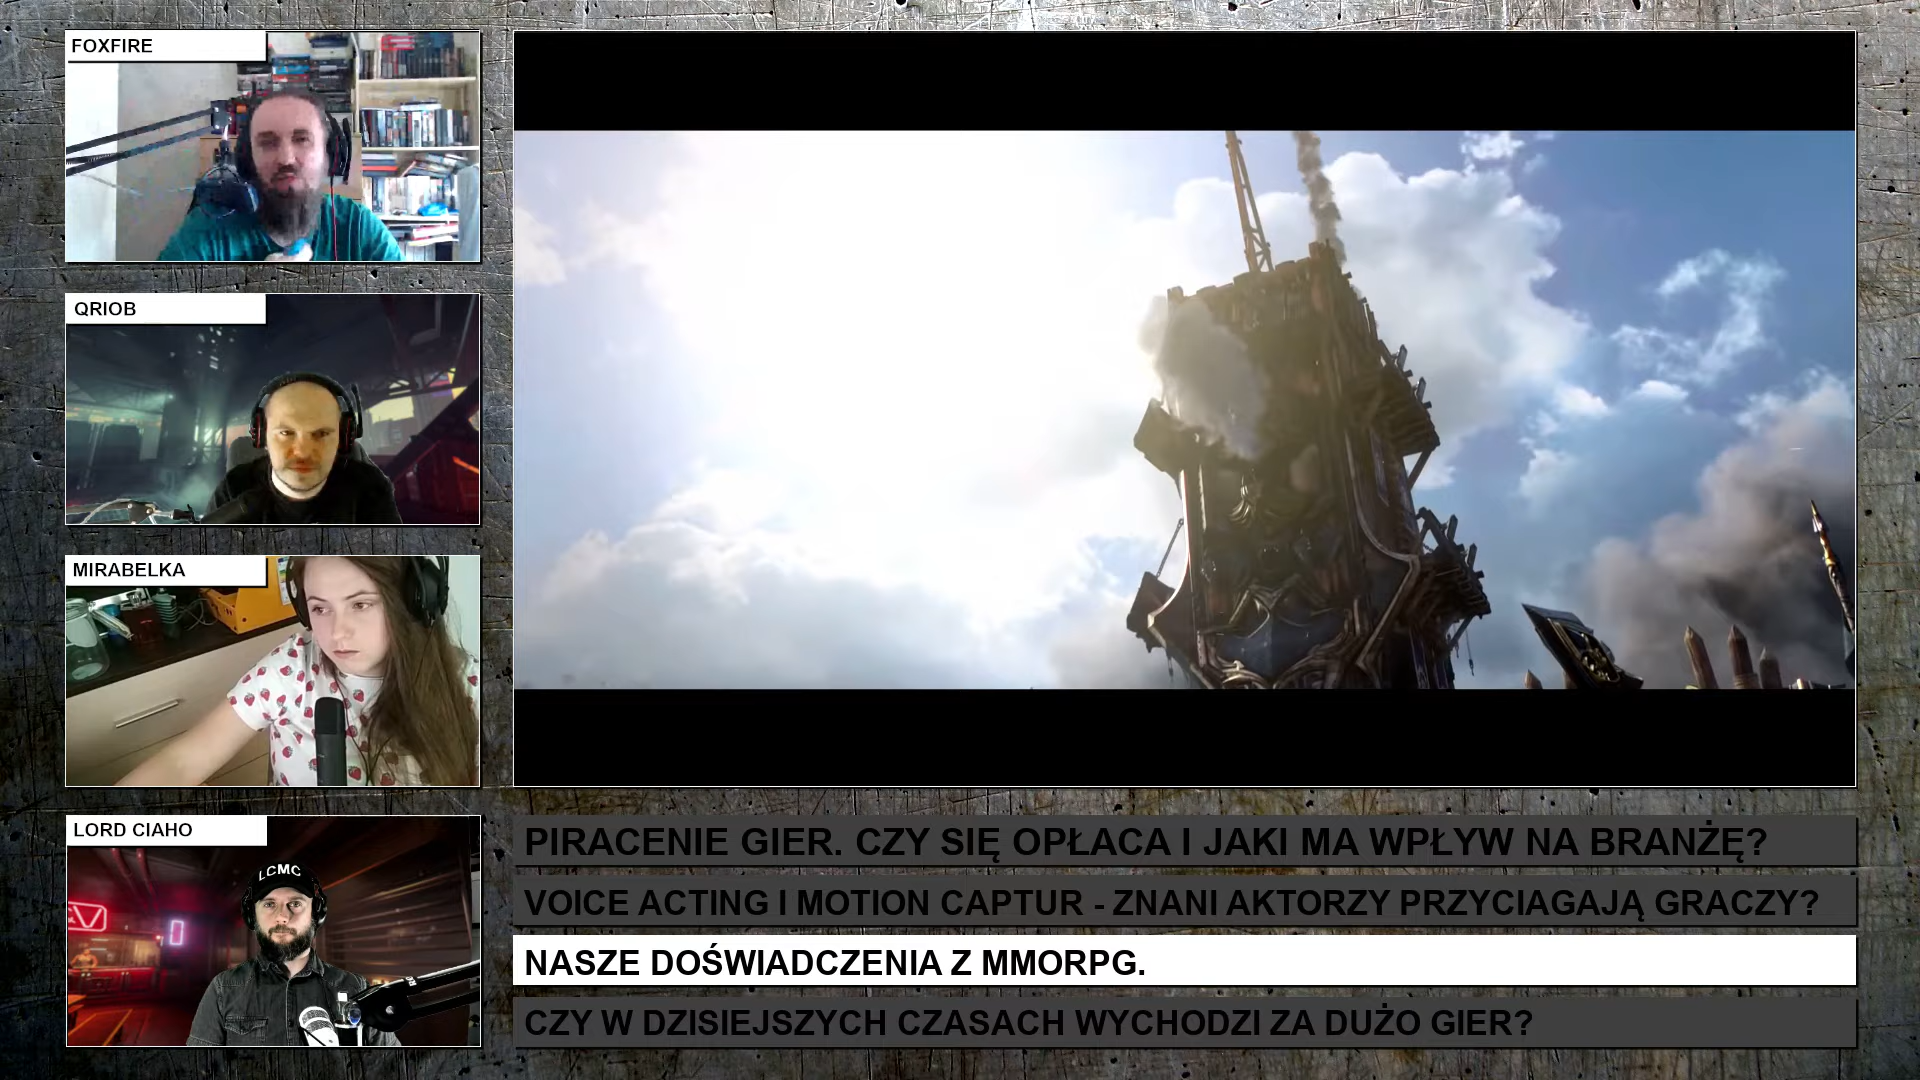 FOXFIRE
QRIOB
MIRABELKA
LORD CIAHO
LCMC
PIRACENIE GIER. CZY SIĘ OPŁACA I JAKI MA WPŁYW NA BRANŻĘ?
VOICE ACTING I MOTION CAPTUR - ZNANI AKTORZY PRZYCIAGAJĄ GRACZY?
NASZE DOŚWIADCZENIA Z MMORPG.
CZY W DZISIEJSZYCH CZASACH WYCHODZI ZA DUŻO GIER?